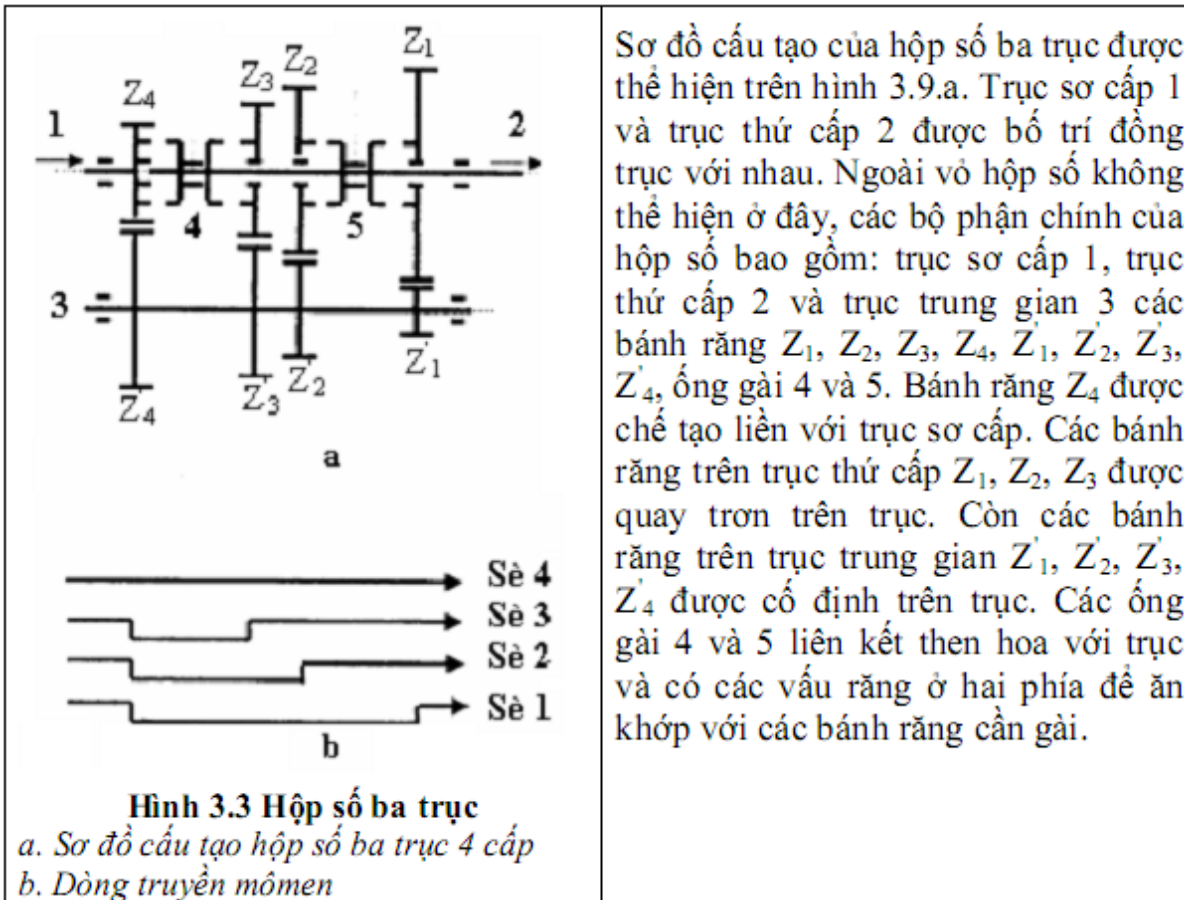 Z1
Z2
Z3
Z4
1
2
4
5
3
Z'1
Z'2
Z'3
Z'4
a
Sè 4
Sè 3
Sè 2
Sè 1
b
Hình 3.3 Hộp số ba trục
a. Sơ đồ cấu tạo hộp số ba trục 4 cấp
b. Dòng truyền mômen
Sơ đồ cấu tạo của hộp số ba trục được
thể hiện trên hình 3.9.a. Trục sơ cấp 1
và trục thứ cấp 2 được bố trí đồng
trục với nhau. Ngoài vỏ hộp số không
thể hiện ở đây, các bộ phận chính của
hộp số bao gồm: trục sơ cấp 1, trục
thứ cấp 2 và trục trung gian 3 các
bánh răng Z1, Z2, Z3, Z4, Z'1, Z'2, Z'3,
Z'4, ống gài 4 và 5. Bánh răng Z4 được
chế tạo liền với trục sơ cấp. Các bánh
răng trên trục thứ cấp Z1, Z2, Z3 được
quay trơn trên trục. Còn các bánh
răng trên trục trung gian Z'1, Z'2, Z'3,
Z'4 được cố định trên trục. Các ống
gài 4 và 5 liên kết then hoa với trục
và có các vấu răng ở hai phía để ăn
khớp với các bánh răng cần gài.